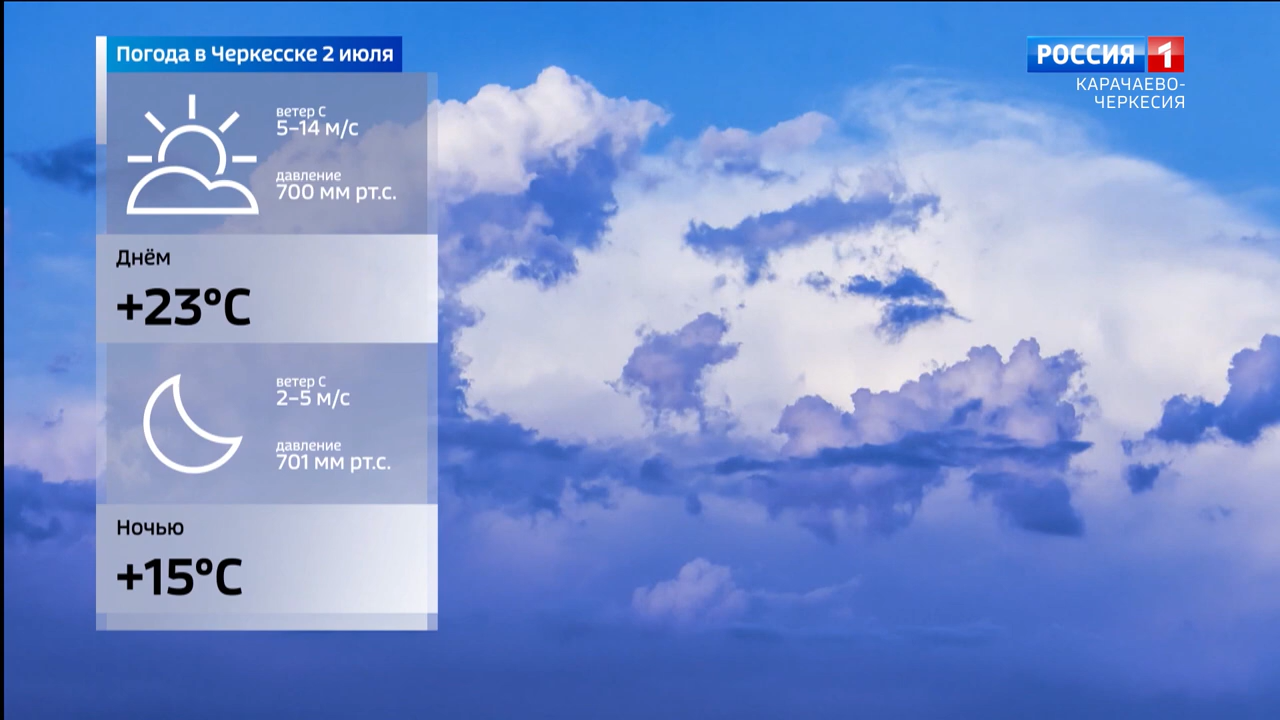 Погода в Черкесске 2 июля
РОССИЯ 1
КАРАЧАЕВО-
ЧЕРКЕСИЯ
ветер С
5–14 м/с
давление
700 мм рт.с.
Днём
+23°C
ветер С
2–5 м/с
давление
701 мм рт.с.
Ночью
+15°C